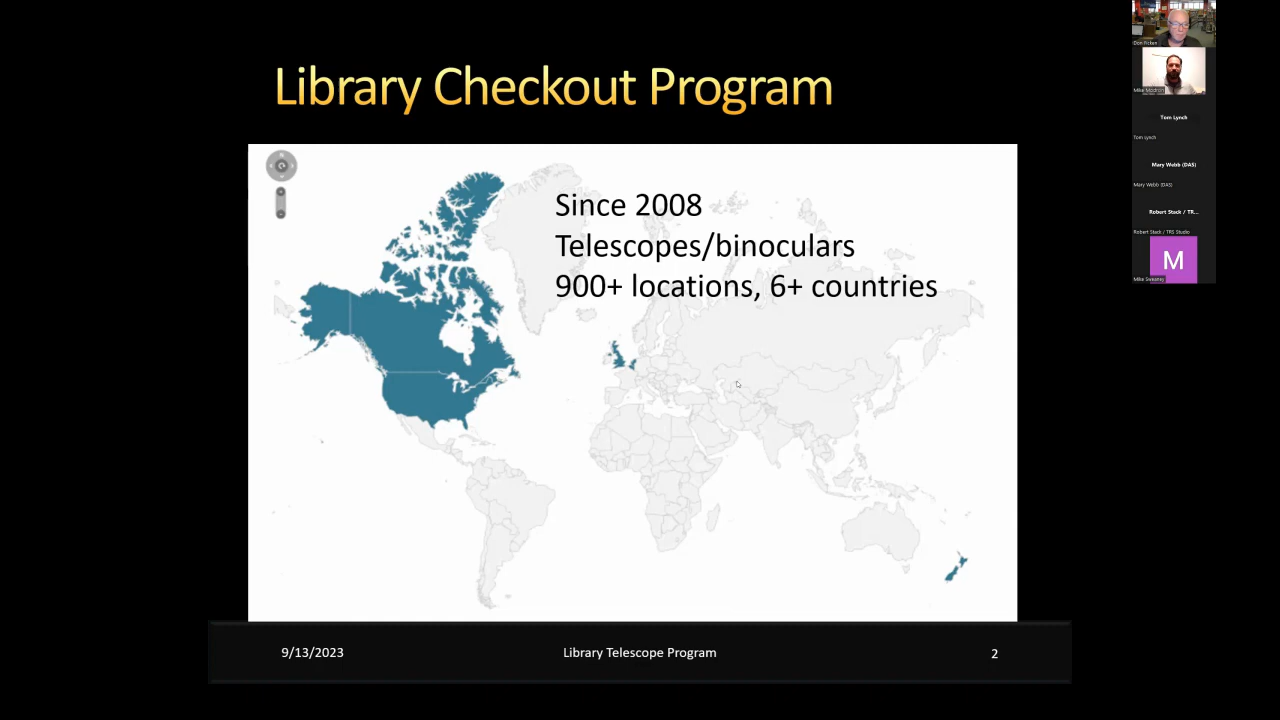 Library Checkout Program
Since 2008
Telescopes/binoculars
900+ locations, 6+ countries
9/13/2023
Library Telescope Program
2
Don Ficken
Mike Modrcin
Tom Lynch
Tom Lynch
Mary Webb (DAS)
Mary Webb (DAS)
Robert Stack / TR...
Robert Stack / TRS Studio
M
Mike Sweeney